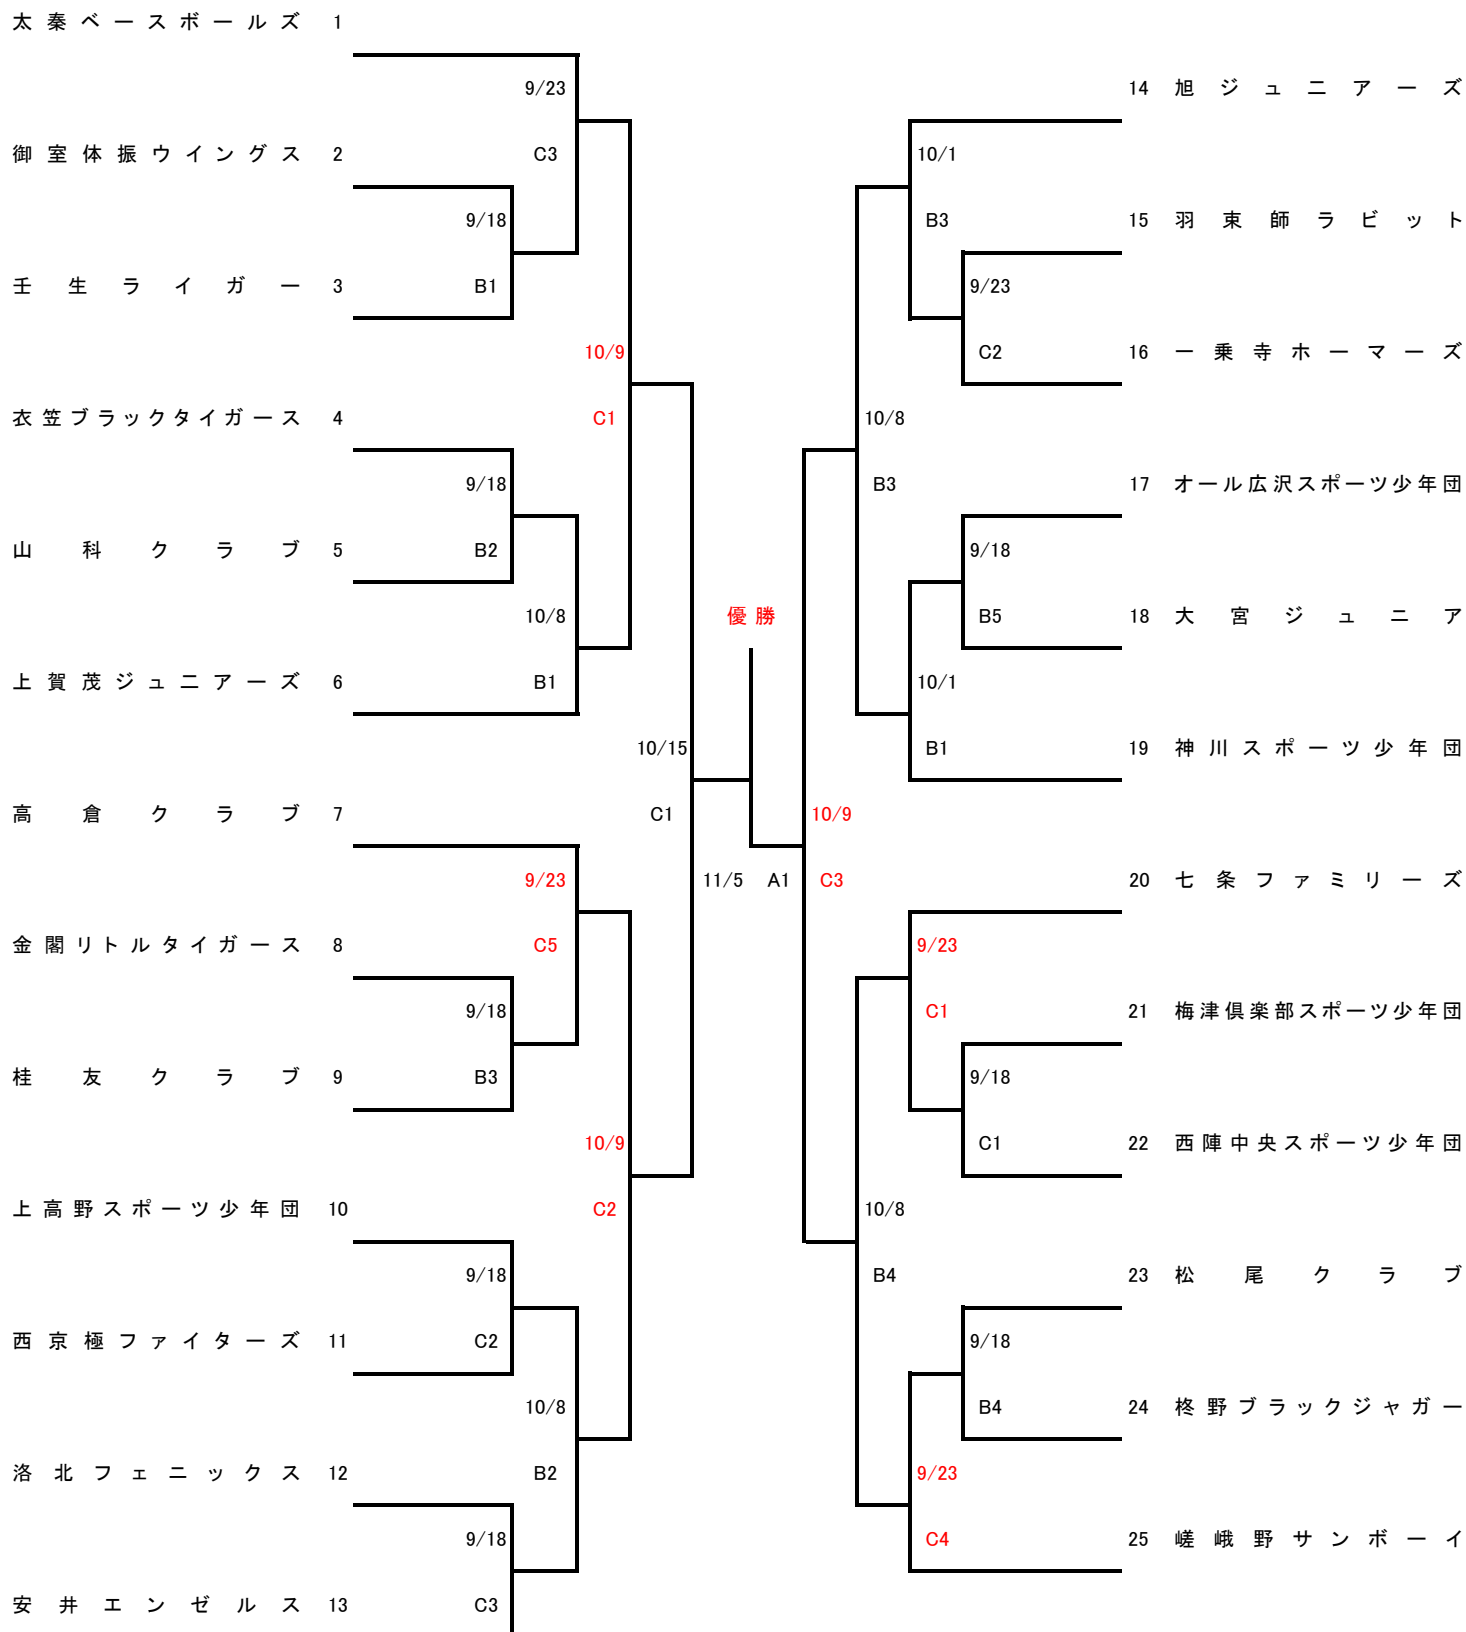 太秦ベースボールズ 1
9/23
14 旭ジュニアーズ
御室体振ウイングス 2
C3
10/1
9/18
B3
15 羽束師ラビット
壬生ライガー 3
B1
9/23
10/9
C2
16 一乗寺ホーマーズ
衣笠ブラックタイガース 4
C1
10/8
9/18
B3
17 オール広沢スポーツ少年団
山科クラブ 5
B2
9/18
10/8
優勝
B5
18 大宮ジュニア
上賀茂ジュニアーズ 6
B1
10/1
10/15
B1
19 神川スポーツ少年団
高倉クラブ 7
C1
10/9
9/23
11/5 A1
C3
20 七条ファミリーズ
金閣リトルタイガース 8
C5
9/23
9/18
C1
21 梅津倶楽部スポーツ少年団
桂友クラブ 9
B3
9/18
10/9
C1
22 西陣中央スポーツ少年団
上高野スポーツ少年団 10
C2
10/8
9/18
B4
23 松尾クラブ
西京極ファイターズ 11
C2
9/18
10/8
B4
24 柊野ブラックジャガー
洛北フェニックス 12
B2
9/23
9/18
C4
25 嵯峨野サンボーイ
安井エンゼルス 13
C3